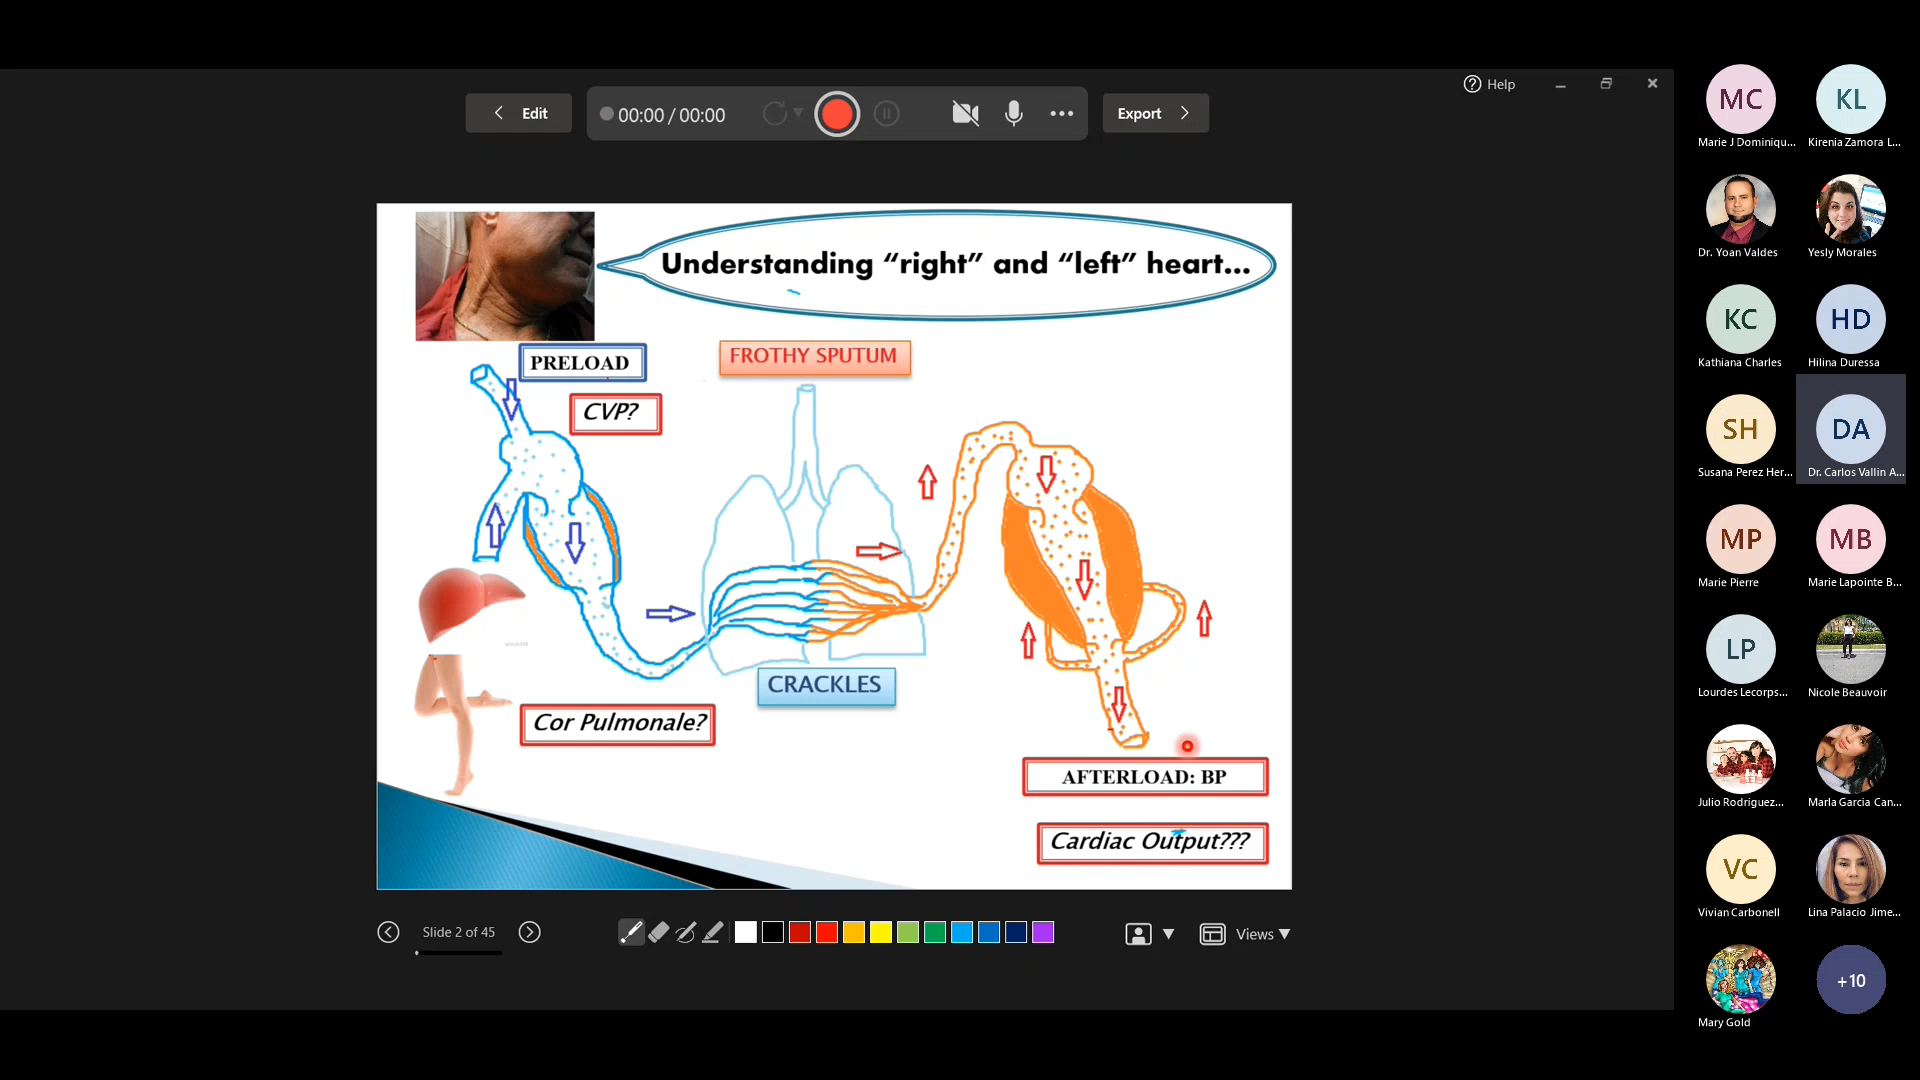 Help
Edit
00:00 / 00:00
Export
Understanding “right” and “left” heart...
PRELOAD
FROTHY SPUTUM
CVP?
CRACKLES
Cor Pulmonale?
AFTERLOAD: BP
Cardiac Output???
Slide 2 of 45
Views
MC
KL
Marie J Dominiqu...
Kirenia Zamora L...
Dr. Yoan Valdes
Yesly Morales
KC
HD
Kathiana Charles
Hilina Duressa
SH
DA
Susana Perez Her...
Dr. Carlos Vallin A...
MP
MB
Marie Pierre
Marie Lapointe B...
LP
Lourdes Lecorps...
Nicole Beauvoir
Julio Rodriguez...
Marla Garcia Can...
VC
Vivian Carbonell
Lina Palacio Jime...
+10
Mary Gold